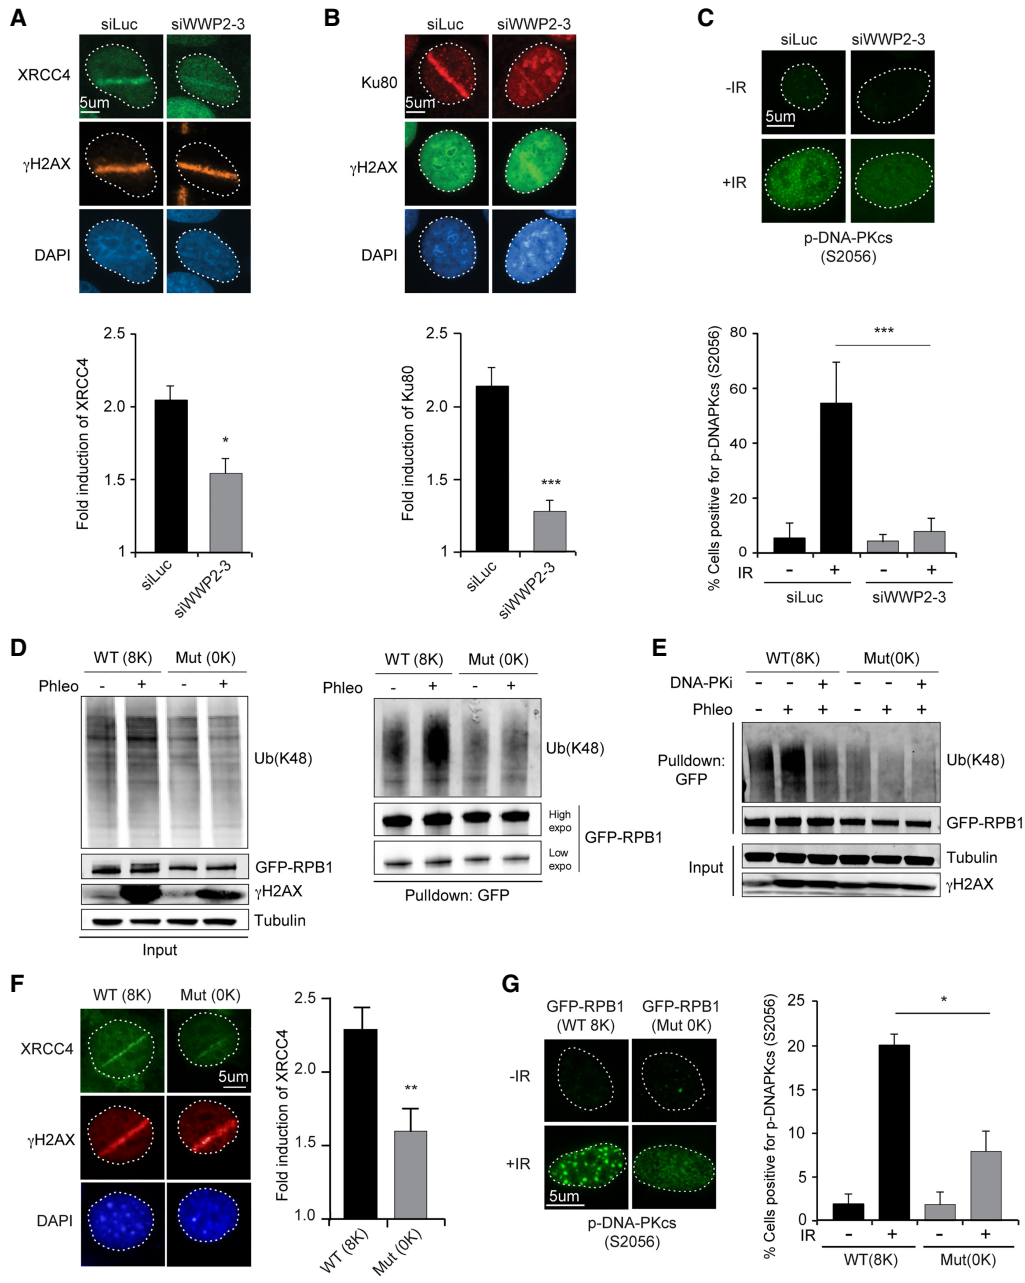 A
siLuc
siWWP2-3
XRCC4
5um
γH2AX
DAPI
Fold induction of XRCC4
2.5
2.0
1.5
1
*
siLuc
siWWP2-3
B
siLuc
siWWP2-3
Ku80
5um
γH2AX
DAPI
Fold induction of Ku80
2.5
2.0
1.5
1
***
siLuc
siWWP2-3
C
siLuc
siWWP2-3
-IR
5um
+IR
p-DNA-PKcs
(S2056)
% Cells positive for p-DNAPKcs (S2056)
80
60
40
20
0
***
IR - + - +
siLuc
siWWP2-3
D
WT (8K)
Mut (0K)
Phleo - + - +
Ub(K48)
GFP-RPB1
γH2AX
Tubulin
Input
WT (8K)
Mut (0K)
Phleo - + - +
Ub(K48)
High
expo
GFP-RPB1
Low
expo
Pulldown: GFP
E
WT(8K)
Mut(0K)
DNA-PKi - - + - - +
Phleo - + + - + +
Pulldown:
GFP
Ub(K48)
GFP-RPB1
Input
Tubulin
γH2AX
F
WT (8K)
Mut (0K)
XRCC4
5um
γH2AX
DAPI
Fold induction of XRCC4
2.5
2.0
1.5
1.0
**
WT (8K)
Mut (0K)
G
GFP-RPB1
(WT 8K)
GFP-RPB1
(Mut 0K)
-IR
+IR
5um
p-DNA-PKcs
(S2056)
% Cells positive for p-DNAPKcs (S2056)
25
20
15
10
5
0
*
IR - + - +
WT(8K)
Mut(0K)